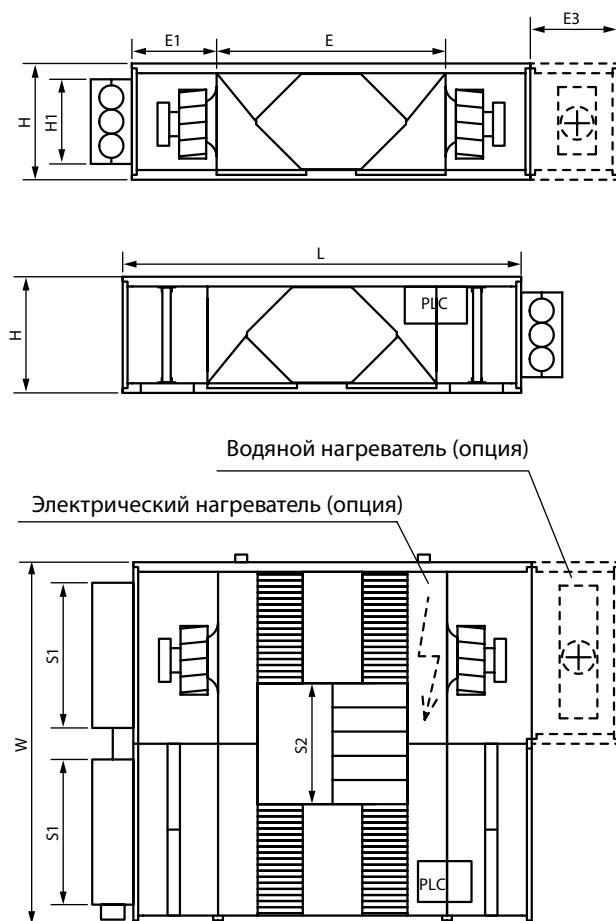 E1
E
E3
H
H1
L
H
PLC
Водяной нагреватель (опция)
Электрический нагреватель (опция)
S1
W
S2
S1
PLC